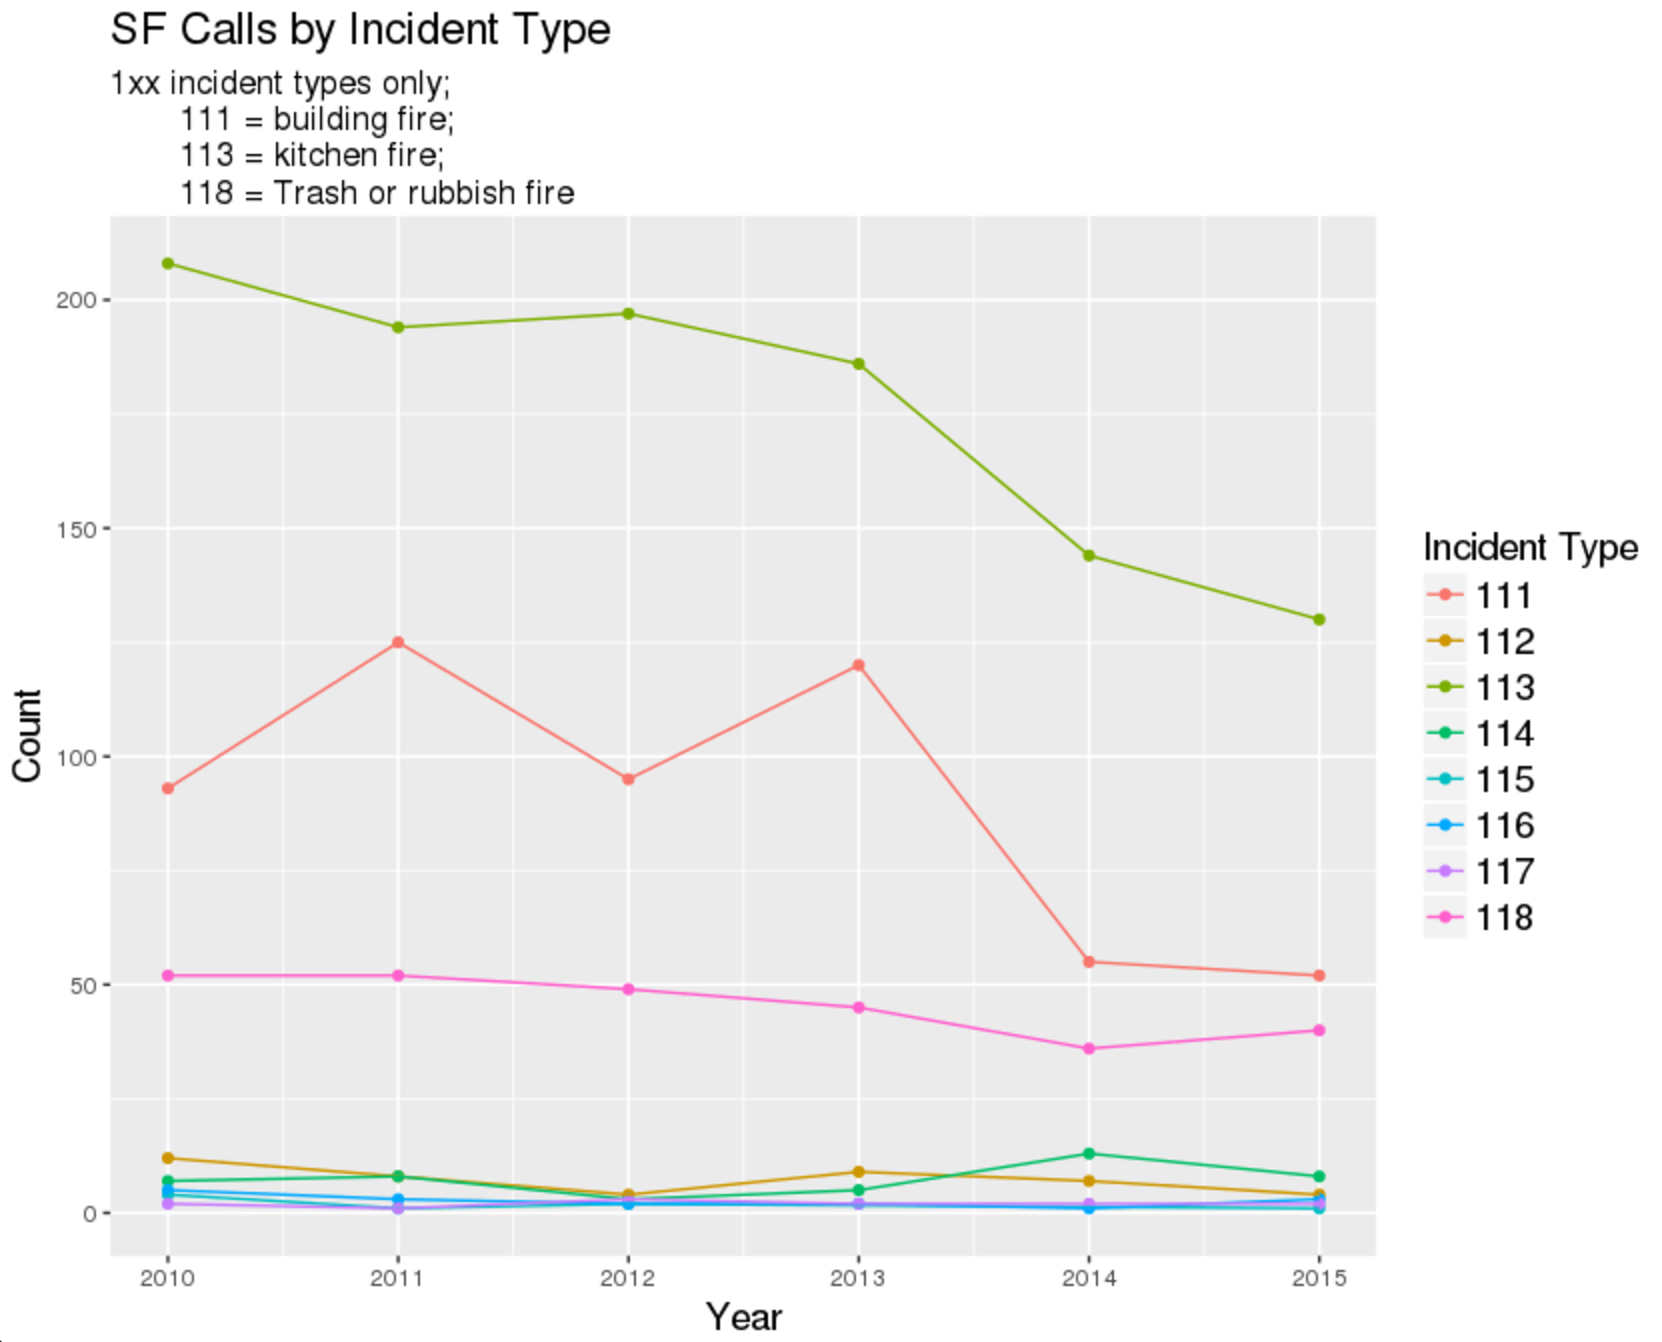 SF Calls by Incident Type
1xx incident types only;
111 = building fire;
113 = kitchen fire;
118 = Trash or rubbish fire
200
150
100
50
0
Count
2010 2011 2012 2013 2014 2015
Year
Incident Type
111
112
113
114
115
116
117
118